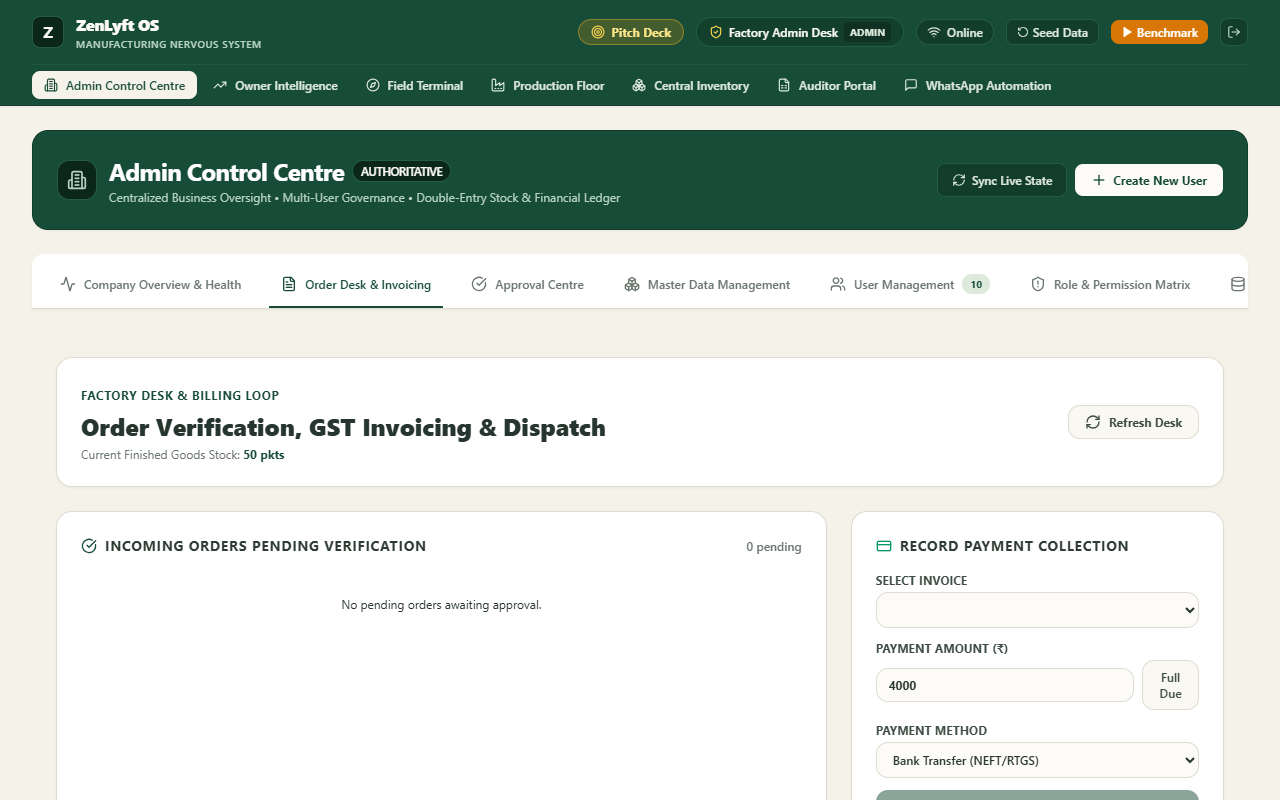 Z
ZenLyft OS
MANUFACTURING NERVOUS SYSTEM
Pitch Deck
Factory Admin Desk ADMIN
Online
Seed Data
Benchmark
Admin Control Centre
Owner Intelligence
Field Terminal
Production Floor
Central Inventory
Auditor Portal
WhatsApp Automation
Admin Control Centre AUTHORITATIVE
Centralized Business Oversight • Multi-User Governance • Double-Entry Stock & Financial Ledger
Sync Live State
Create New User
Company Overview & Health
Order Desk & Invoicing
Approval Centre
Master Data Management
User Management 10
Role & Permission Matrix
FACTORY DESK & BILLING LOOP
Order Verification, GST Invoicing & Dispatch
Current Finished Goods Stock: 50 pkts
Refresh Desk
INCOMING ORDERS PENDING VERIFICATION
0 pending
No pending orders awaiting approval.
RECORD PAYMENT COLLECTION
SELECT INVOICE
PAYMENT AMOUNT (₹)
4000
Full
Due
PAYMENT METHOD
Bank Transfer (NEFT/RTGS)